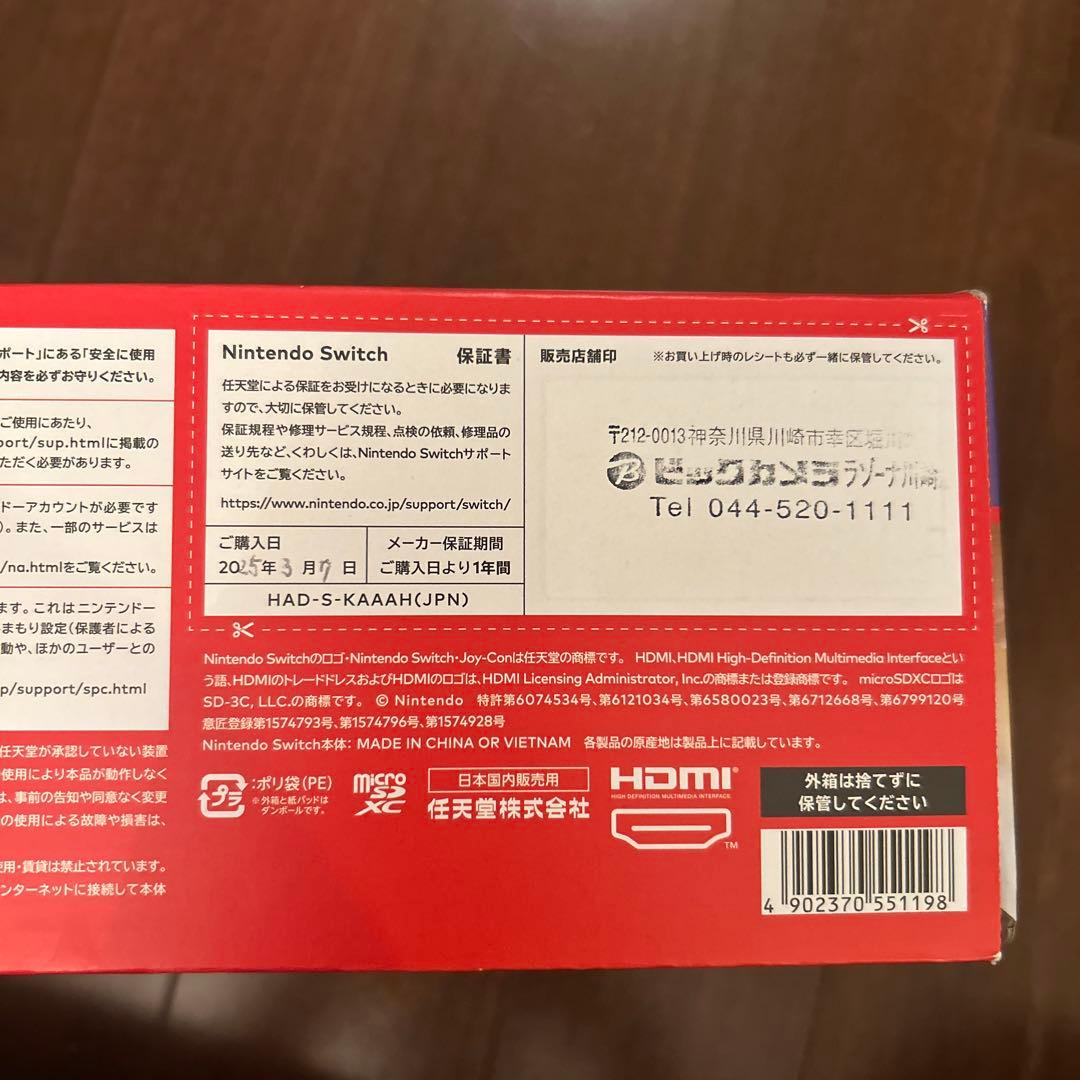 ポート」にある「安全に使用
内容を必ずお守りください。
ご使用にあたり、
port/sup.htmlに掲載の
ただく必要があります。
ドーアカウントが必要です
)。また、一部のサービスは
/na.htmlをご覧ください。
ます。これは ニンテンドー
まもり設定(保護者による
動や、ほかのユーザーとの
p/support/spc.html
任天堂が承認していない装置
使用により本品が動作しなく
は、事前の告知や同意なく変更
の使用による故障や損害は、
使用・賃貸は禁止されています。
ンターネットに接続して本体
Nintendo Switch 保証書
任天堂による保証をお受けになるときに必要になりま
すので、大切に保管してください。
保証規程や修理サービス規程、点検の依頼、修理品の
送り先など、くわしくは、Nintendo Switchサポート
サイトをご覧ください。
https://www.nintendo.co.jp/support/switch/
ご購入日
2025年3月7日
メーカー保証期間
ご購入日より1年間
HAD-S-KAAAH(JPN)
販売店舗印 ※お買い上げ時のレシートも必ず一緒に保管してください。
〒212-0013神奈川県川崎市幸区堀川
ビックカメラ ラゾーナ川崎
Tel 044-520-1111
Nintendo Switchのロゴ・Nintendo Switch・Joy-Conは任天堂の商標です。 HDMI、HDMI High-Definition Multimedia Interfaceとい
う語、HDMIのトレードドレスおよびHDMIのロゴは、HDMI Licensing Administrator, Inc.の商標または登録商標です。 microSDXCロゴは
SD-3C, LLC.の商標です。 © Nintendo 特許第6074534号、第6121034号、第6580023号、第6712668号、第6799120号
意匠登録第1574793号、第1574796号、第1574928号
Nintendo Switch本体: MADE IN CHINA OR VIETNAM 各製品の原産地は製品上に記載しています。
プラ :ポリ袋(PE)
※外箱と紙パッドは
ダンボールです。
micro
SD
XC
日本国内販売用
任天堂株式会社
HDMI®
HIGH-DEFINITION MULTIMEDIA INTERFACE
TM
外箱は捨てずに
保管してください
4 902370 551198